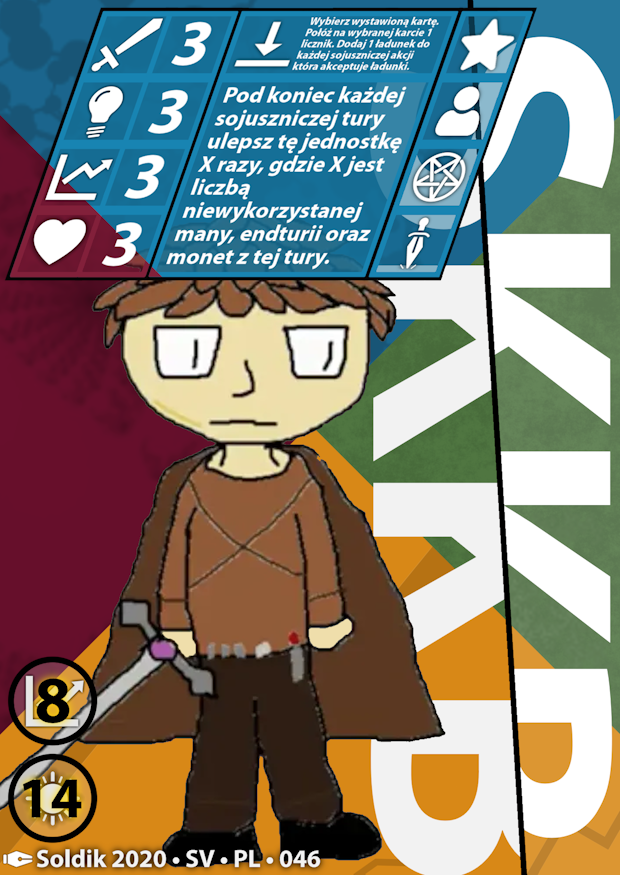 3
Wybierz wystawioną kartę.
Połóż na wybranej karcie 1
licznik. Dodaj 1 ładunek do
każdej sojuszniczej akcji
która akceptuje ładunki.
3
3
3
Pod koniec każdej
sojuszniczej tury
ulepsz tę jednostkę
X razy, gdzie X jest
liczbą
niewykorzystanej
many, endturii oraz
monet z tej tury.
SKKB
8
14
Soldik 2020 • SV • PL • 046